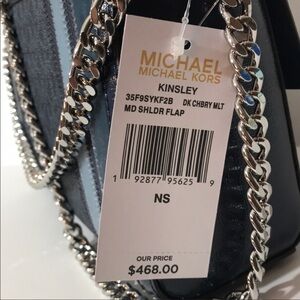 MICHAEL
MICHAEL KORS
KINSLEY
35F9SYKF2B DK CHBRY MLT
MD SHLDR FLAP
1 92877 95625 9
NS
OUR PRICE
$468.00